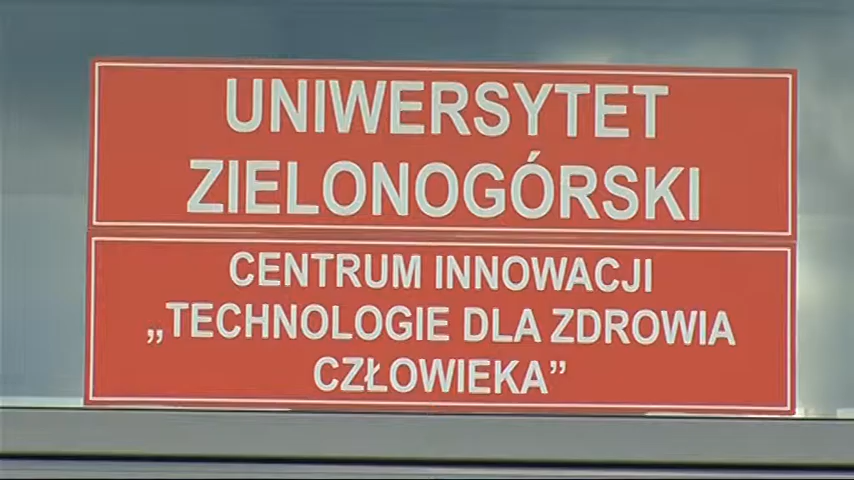 UNIWERSYTET
ZIELONOGÓRSKI
CENTRUM INNOWACJI
„TECHNOLOGIE DLA ZDROWIA
CZŁOWIEKA”